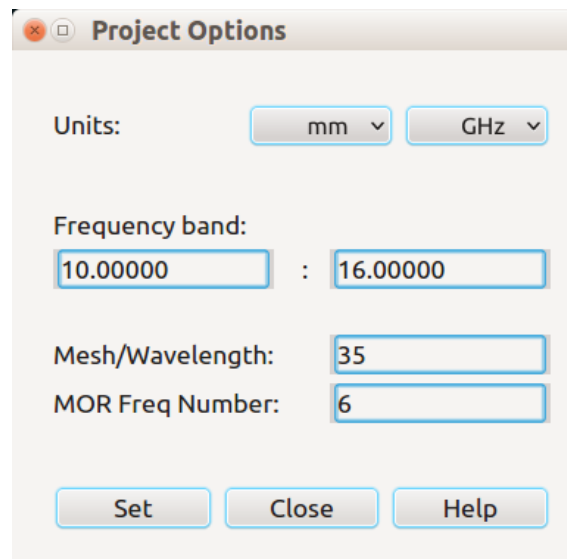 Project Options
Units: mm GHz
Frequency band:
10.00000 : 16.00000
Mesh/Wavelength: 35
MOR Freq Number: 6
Set Close Help